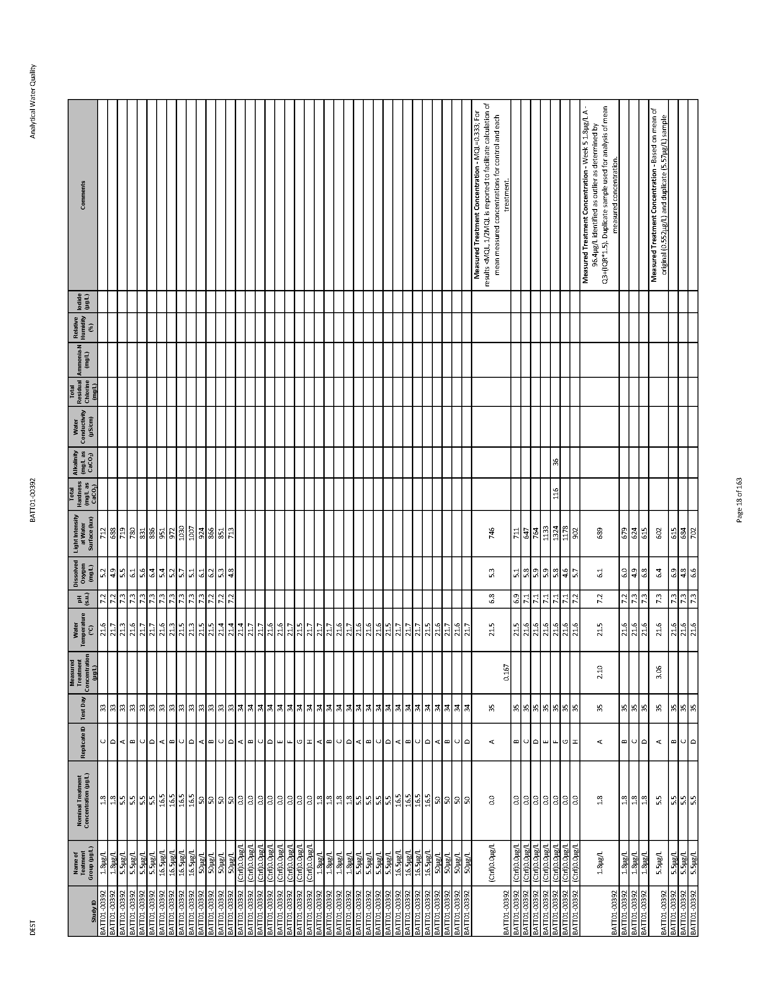 DEST BATT01-00392 Analytical Water Quality
Study ID Name of Teatment Group (µg/L) Nominal Treatment Concentration (µg/L) Replicate ID Test Day Measured Treatment Concentration (µg/L) Water Temperature (°C) pH (s.u.) Dissolved Oxygen (mg/L) Light Intensity at Water Surface (lux) Total Hardness (mg/L as CaCO₃) Alkalinity (mg/L as CaCO₃) Water Conductivity (µS/cm) Total Residual Chlorine (mg/L) Ammonia-N (mg/L) Relative Humidity (%) Iodide (µg/L) Comments
BATT01-00392 1.8µg/L 1.8 C 33 21.6 7.2 5.2 712
BATT01-00392 1.8µg/L 1.8 D 33 21.7 7.2 4.9 688
BATT01-00392 5.5µg/L 5.5 A 33 21.3 7.3 5.5 719
BATT01-00392 5.5µg/L 5.5 B 33 21.6 7.3 6.1 780
BATT01-00392 5.5µg/L 5.5 C 33 21.7 7.3 5.6 831
BATT01-00392 5.5µg/L 5.5 D 33 21.7 7.3 6.4 886
BATT01-00392 16.5µg/L 16.5 A 33 21.6 7.3 5.4 951
BATT01-00392 16.5µg/L 16.5 B 33 21.3 7.3 5.2 972
BATT01-00392 16.5µg/L 16.5 C 33 21.5 7.3 5.7 1030
BATT01-00392 16.5µg/L 16.5 D 33 21.3 7.3 5.1 1007
BATT01-00392 50µg/L 50 A 33 21.5 7.3 6.1 924
BATT01-00392 50µg/L 50 B 33 21.5 7.2 6.2 866
BATT01-00392 50µg/L 50 C 33 21.4 7.2 5.3 851
BATT01-00392 50µg/L 50 D 33 21.4 7.2 4.8 713
BATT01-00392 (Ctrl)0.0µg/L 0.0 A 34 21.4
BATT01-00392 (Ctrl)0.0µg/L 0.0 B 34 21.7
BATT01-00392 (Ctrl)0.0µg/L 0.0 C 34 21.7
BATT01-00392 (Ctrl)0.0µg/L 0.0 D 34 21.6
BATT01-00392 (Ctrl)0.0µg/L 0.0 E 34 21.6
BATT01-00392 (Ctrl)0.0µg/L 0.0 F 34 21.7
BATT01-00392 (Ctrl)0.0µg/L 0.0 G 34 21.5
BATT01-00392 (Ctrl)0.0µg/L 0.0 H 34 21.7
BATT01-00392 1.8µg/L 1.8 A 34 21.7
BATT01-00392 1.8µg/L 1.8 B 34 21.7
BATT01-00392 1.8µg/L 1.8 C 34 21.6
BATT01-00392 1.8µg/L 1.8 D 34 21.7
BATT01-00392 5.5µg/L 5.5 A 34 21.6
BATT01-00392 5.5µg/L 5.5 B 34 21.6
BATT01-00392 5.5µg/L 5.5 C 34 21.6
BATT01-00392 5.5µg/L 5.5 D 34 21.5
BATT01-00392 16.5µg/L 16.5 A 34 21.7
BATT01-00392 16.5µg/L 16.5 B 34 21.7
BATT01-00392 16.5µg/L 16.5 C 34 21.7
BATT01-00392 16.5µg/L 16.5 D 34 21.5
BATT01-00392 50µg/L 50 A 34 21.6
BATT01-00392 50µg/L 50 B 34 21.7
BATT01-00392 50µg/L 50 C 34 21.6
BATT01-00392 50µg/L 50 D 34 21.7
BATT01-00392 (Ctrl)0.0µg/L 0.0 A 35 0.167 21.5 6.8 5.3 746
Measured Treatment Concentration - MQL=0.333; For
results <MQL, 1/2MQL is reported to facilitate calculation of
mean measured concentrations for control and each
treatment.
BATT01-00392 (Ctrl)0.0µg/L 0.0 B 35 21.5 6.9 5.1 711
BATT01-00392 (Ctrl)0.0µg/L 0.0 C 35 21.6 7.1 5.8 647
BATT01-00392 (Ctrl)0.0µg/L 0.0 D 35 21.6 7.1 5.9 764
BATT01-00392 (Ctrl)0.0µg/L 0.0 E 35 21.6 7.1 5.9 1133
BATT01-00392 (Ctrl)0.0µg/L 0.0 F 35 21.6 7.1 5.8 1324 116 36
BATT01-00392 (Ctrl)0.0µg/L 0.0 G 35 21.6 7.1 4.6 1178
BATT01-00392 (Ctrl)0.0µg/L 0.0 H 35 21.6 7.2 5.7 902
BATT01-00392 1.8µg/L 1.8 A 35 2.10 21.5 7.2 6.1 689
Measured Treatment Concentration - Week 5 1.8µg/L A -
96.4µg/L identified as outlier as determined by
Q3+(IQR*1.5). Duplicate sample used for analysis of mean
measured concentration.
BATT01-00392 1.8µg/L 1.8 B 35 21.6 7.2 6.0 679
BATT01-00392 1.8µg/L 1.8 C 35 21.6 7.3 4.9 624
BATT01-00392 1.8µg/L 1.8 D 35 21.6 7.3 6.8 615
BATT01-00392 5.5µg/L 5.5 A 35 3.06 21.6 7.3 6.4 602
Measured Treatment Concentration - Based on mean of
original (0.552µg/L) and duplicate (5.57µg/L) sample
BATT01-00392 5.5µg/L 5.5 B 35 21.6 7.3 6.9 615
BATT01-00392 5.5µg/L 5.5 C 35 21.6 7.3 4.8 684
BATT01-00392 5.5µg/L 5.5 D 35 21.6 7.3 6.6 702
Page 18 of 163